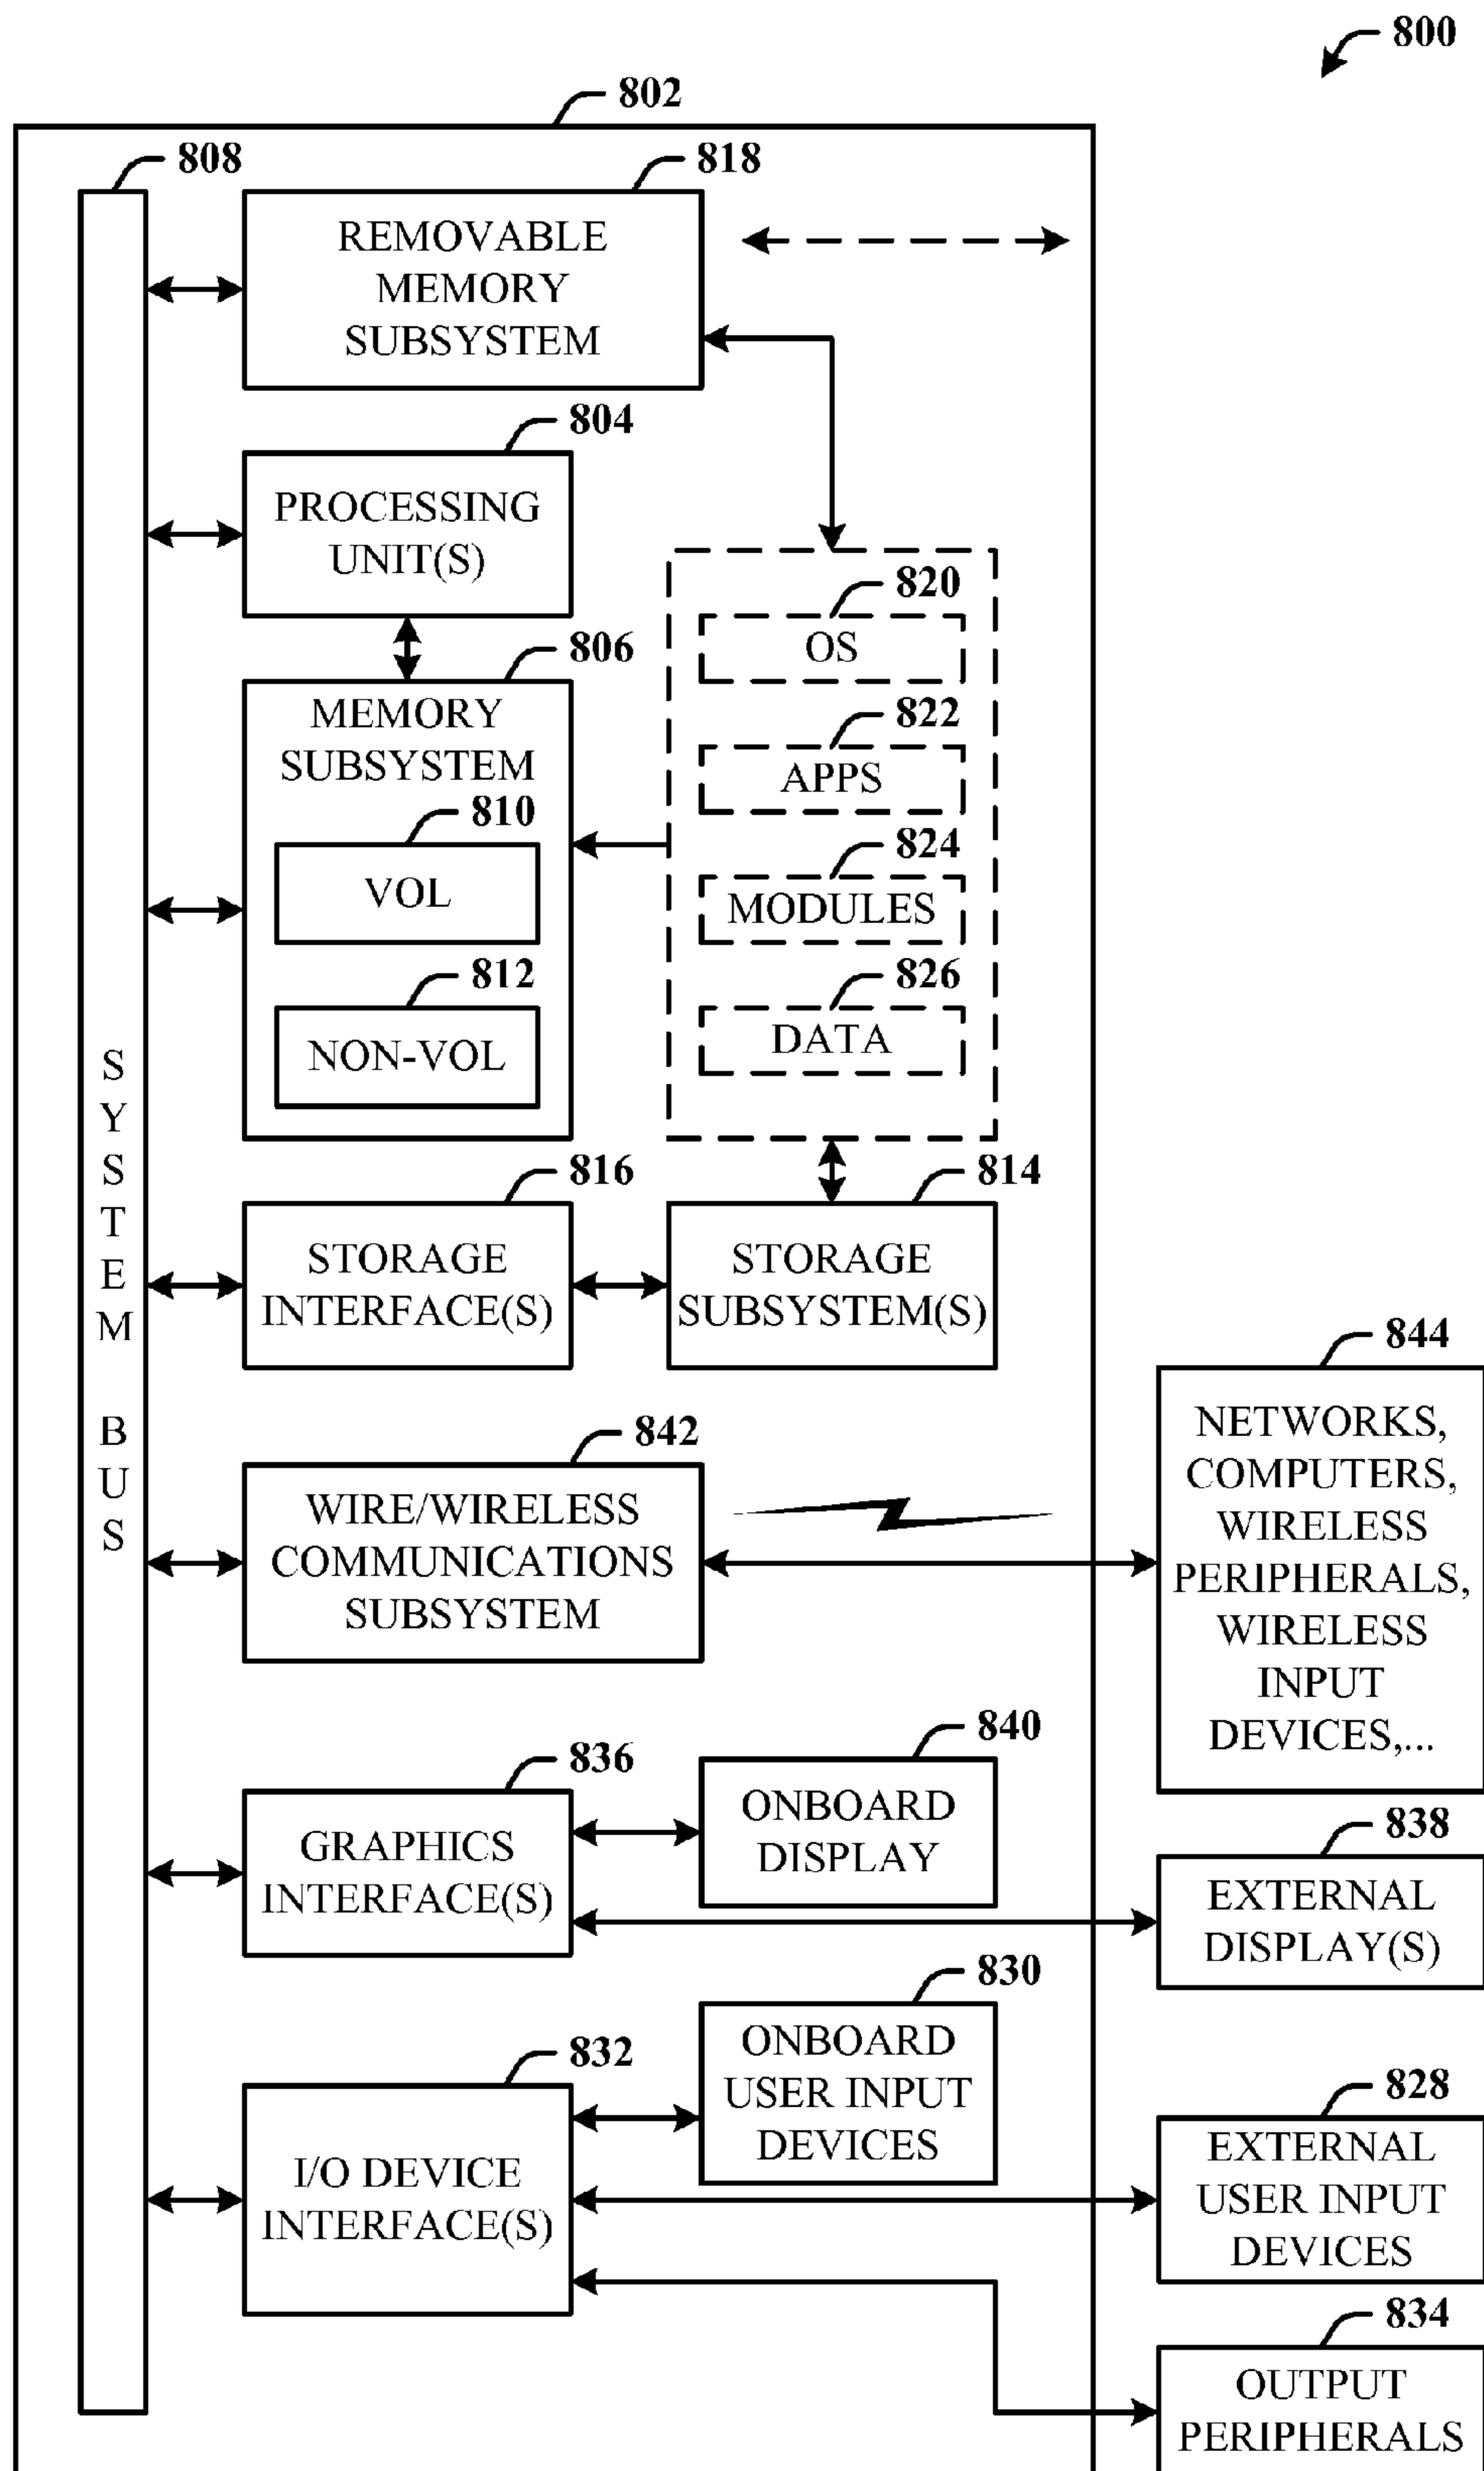 800
802
808
818
REMOVABLE
MEMORY
SUBSYSTEM
804
PROCESSING
UNIT(S)
806
MEMORY
SUBSYSTEM
810
VOL
812
NON-VOL
820
OS
822
APPS
824
MODULES
826
DATA
SYSTEM BUS
816
STORAGE
INTERFACE(S)
814
STORAGE
SUBSYSTEM(S)
842
WIRE/WIRELESS
COMMUNICATIONS
SUBSYSTEM
844
NETWORKS,
COMPUTERS,
WIRELESS
PERIPHERALS,
WIRELESS
INPUT
DEVICES,...
836
GRAPHICS
INTERFACE(S)
840
ONBOARD
DISPLAY
838
EXTERNAL
DISPLAY(S)
832
I/O DEVICE
INTERFACE(S)
830
ONBOARD
USER INPUT
DEVICES
828
EXTERNAL
USER INPUT
DEVICES
834
OUTPUT
PERIPHERALS